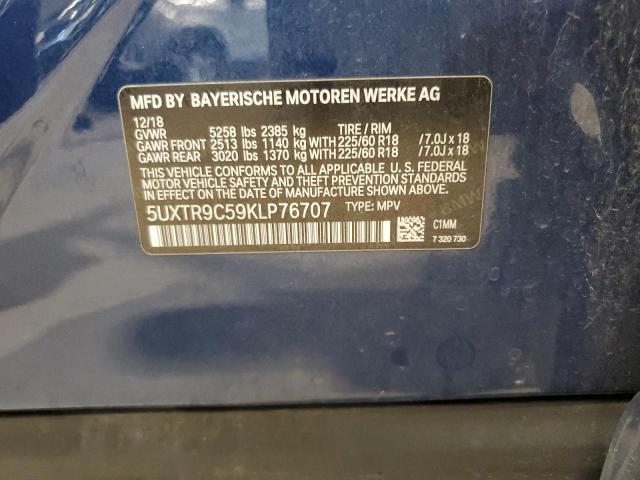 MFD BY BAYERISCHE MOTOREN WERKE AG
12/18
GVWR 5258 lbs 2385 kg TIRE / RIM
GAWR FRONT 2513 lbs 1140 kg WITH 225/60 R18 / 7.0J x 18
GAWR REAR 3020 lbs 1370 kg WITH 225/60 R18 / 7.0J x 18
THIS VEHICLE CONFORMS TO ALL APPLICABLE U. S. FEDERAL
MOTOR VEHICLE SAFETY AND THEFT PREVENTION STANDARDS
IN EFFECT ON THE DATE OF MANUFACTURE SHOWN ABOVE.
5UXTR9C59KLP76707 TYPE: MPV
C1MM
7 320 730
BMW